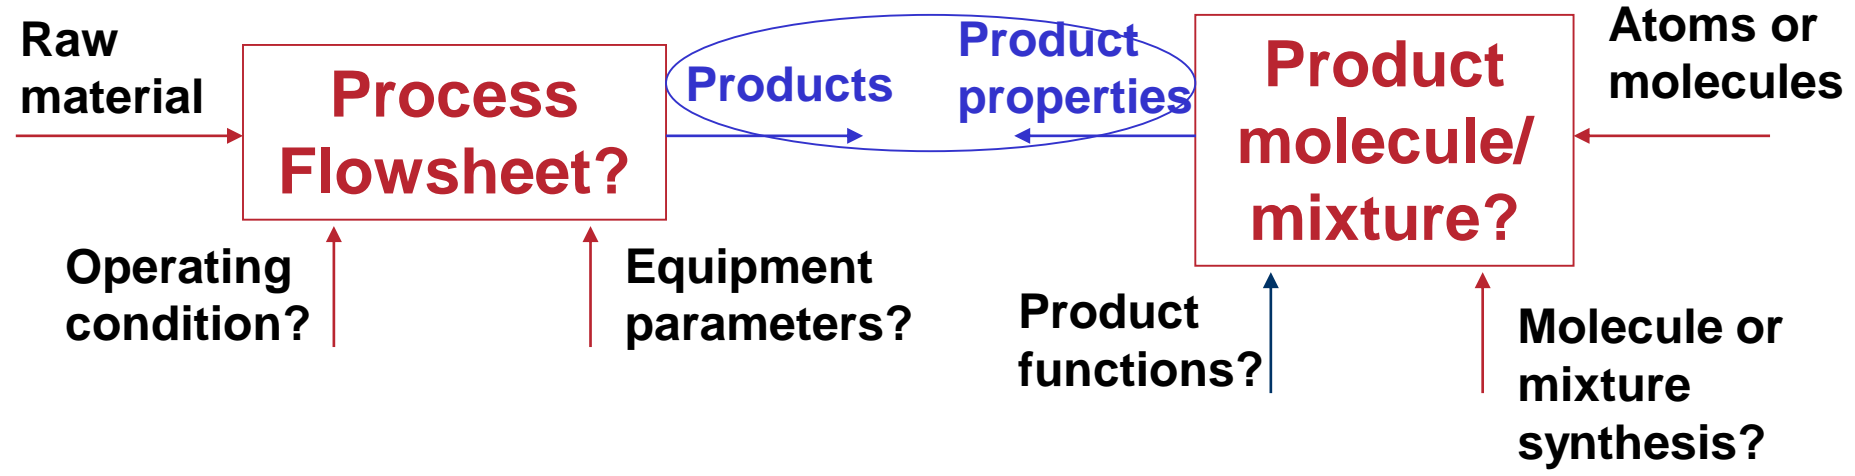 Raw
material
Process
Flowsheet?
Products
Product
properties
Product
molecule/
mixture?
Atoms or
molecules
Operating
condition?
Equipment
parameters?
Product
functions?
Molecule or
mixture
synthesis?